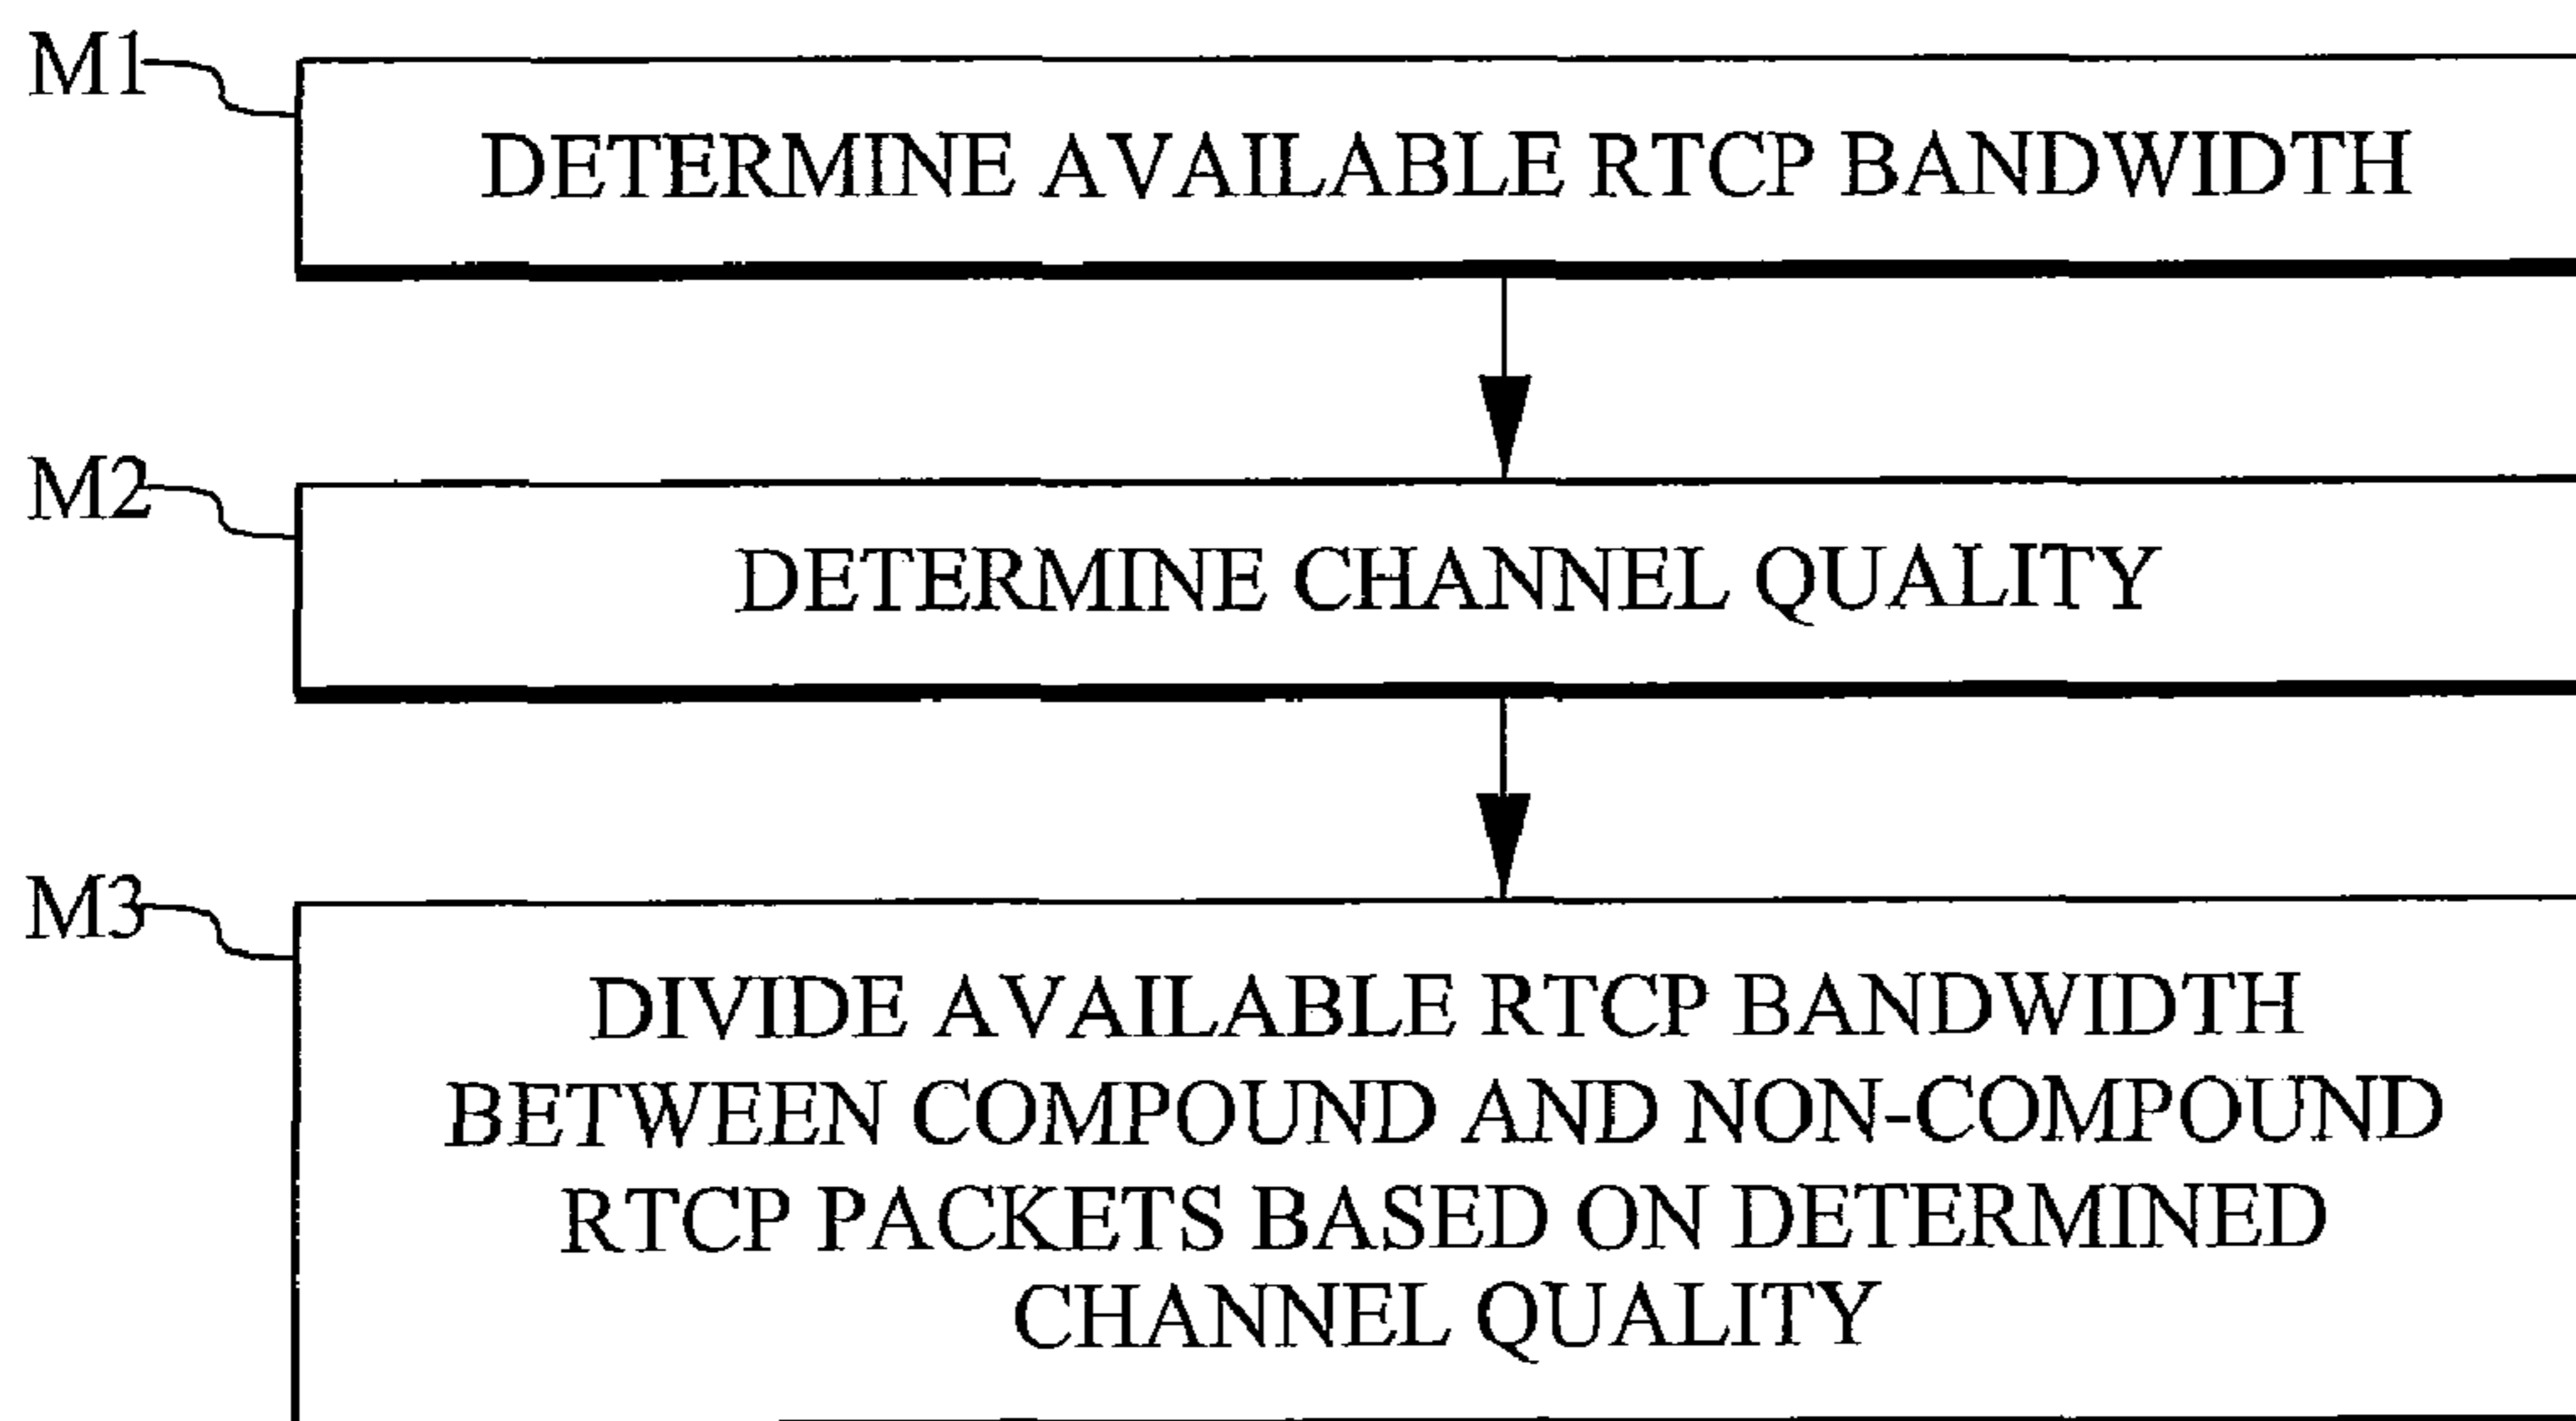 M1
DETERMINE AVAILABLE RTCP BANDWIDTH
M2
DETERMINE CHANNEL QUALITY
M3
DIVIDE AVAILABLE RTCP BANDWIDTH
BETWEEN COMPOUND AND NON-COMPOUND
RTCP PACKETS BASED ON DETERMINED
CHANNEL QUALITY